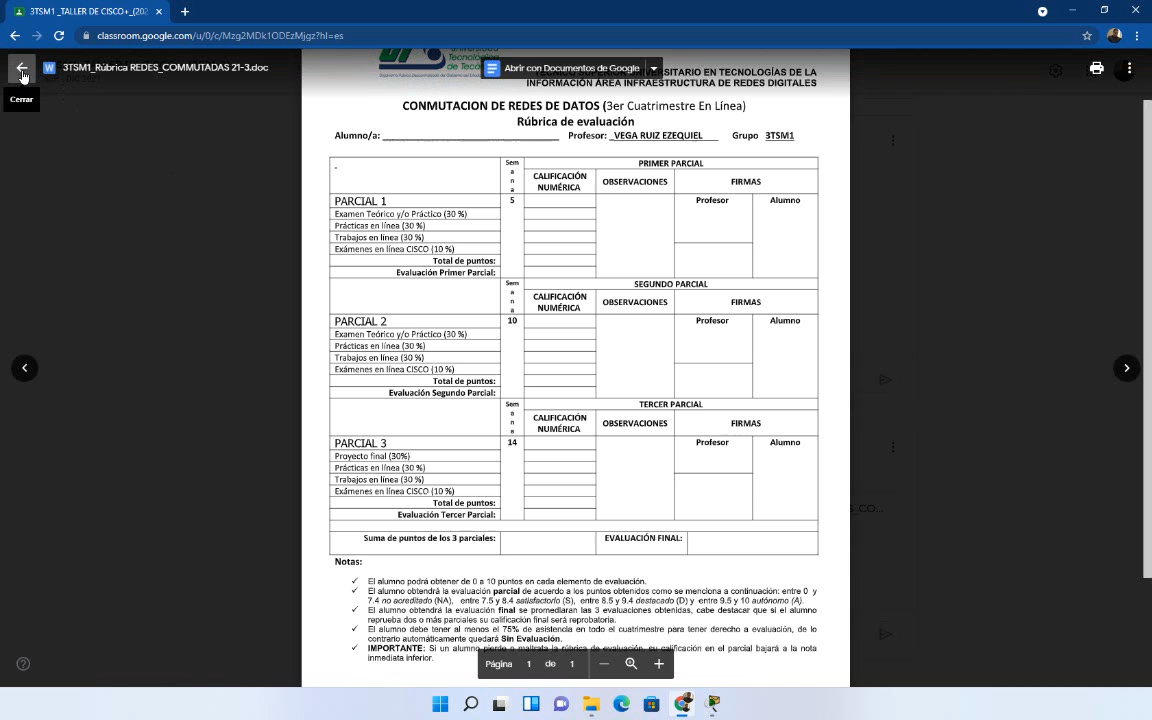 3TSM1 _TALLER DE CISCO+_(202
classroom.google.com/u/0/c/Mzg2MDk1ODEzMjgz?hl=es
3TSM1_Rúbrica REDES_COMMUTADAS 21-3.doc
Cerrar
Abrir con Documentos de Google
Tecnológica
TÉCNICO SUPERIOR UNIVERSITARIO EN TECNOLOGÍAS DE LA
INFORMACIÓN ÁREA INFRAESTRUCTURA DE REDES DIGITALES
CONMUTACION DE REDES DE DATOS (3er Cuatrimestre En Línea)
Rúbrica de evaluación
Alumno/a: ________ Profesor: _VEGA RUIZ EZEQUIEL___ Grupo 3TSM1
Semana PRIMER PARCIAL
CALIFICACIÓN NUMÉRICA OBSERVACIONES FIRMAS
PARCIAL 1 5 Profesor Alumno
Examen Teórico y/o Práctico (30 %)
Prácticas en línea (30 %)
Trabajos en línea (30 %)
Exámenes en línea CISCO (10 %)
Total de puntos:
Evaluación Primer Parcial:
Semana SEGUNDO PARCIAL
CALIFICACIÓN NUMÉRICA OBSERVACIONES FIRMAS
PARCIAL 2 10 Profesor Alumno
Examen Teórico y/o Práctico (30 %)
Prácticas en línea (30 %)
Trabajos en línea (30 %)
Exámenes en línea CISCO (10 %)
Total de puntos:
Evaluación Segundo Parcial:
Semana TERCER PARCIAL
CALIFICACIÓN NUMÉRICA OBSERVACIONES FIRMAS
PARCIAL 3 14 Profesor Alumno
Proyecto final (30%)
Prácticas en línea (30 %)
Trabajos en línea (30 %)
Exámenes en línea CISCO (10 %)
Total de puntos:
Evaluación Tercer Parcial:
Suma de puntos de los 3 parciales: EVALUACIÓN FINAL:
Notas:
✓ El alumno podrá obtener de 0 a 10 puntos en cada elemento de evaluación.
✓ El alumno obtendrá la evaluación parcial de acuerdo a los puntos obtenidos como se menciona a continuación: entre 0 y
7.4 no acreditado (NA), entre 7.5 y 8.4 satisfactorio (S), entre 8.5 y 9.4 destacado (D) y entre 9.5 y 10 autónomo (A).
✓ El alumno obtendrá la evaluación final se promediaran las 3 evaluaciones obtenidas, cabe destacar que si el alumno
reprueba dos o más parciales su calificación final será reprobatoria.
✓ El alumno debe tener al menos el 75% de asistencia en todo el cuatrimestre para tener derecho a evaluación, de lo
contrario automáticamente quedará Sin Evaluación.
✓ IMPORTANTE: Si un alumno pierde o maltrata la rúbrica de evaluación, su calificación en el parcial bajará a la nota
inmediata inferior.
Página 1 de 1